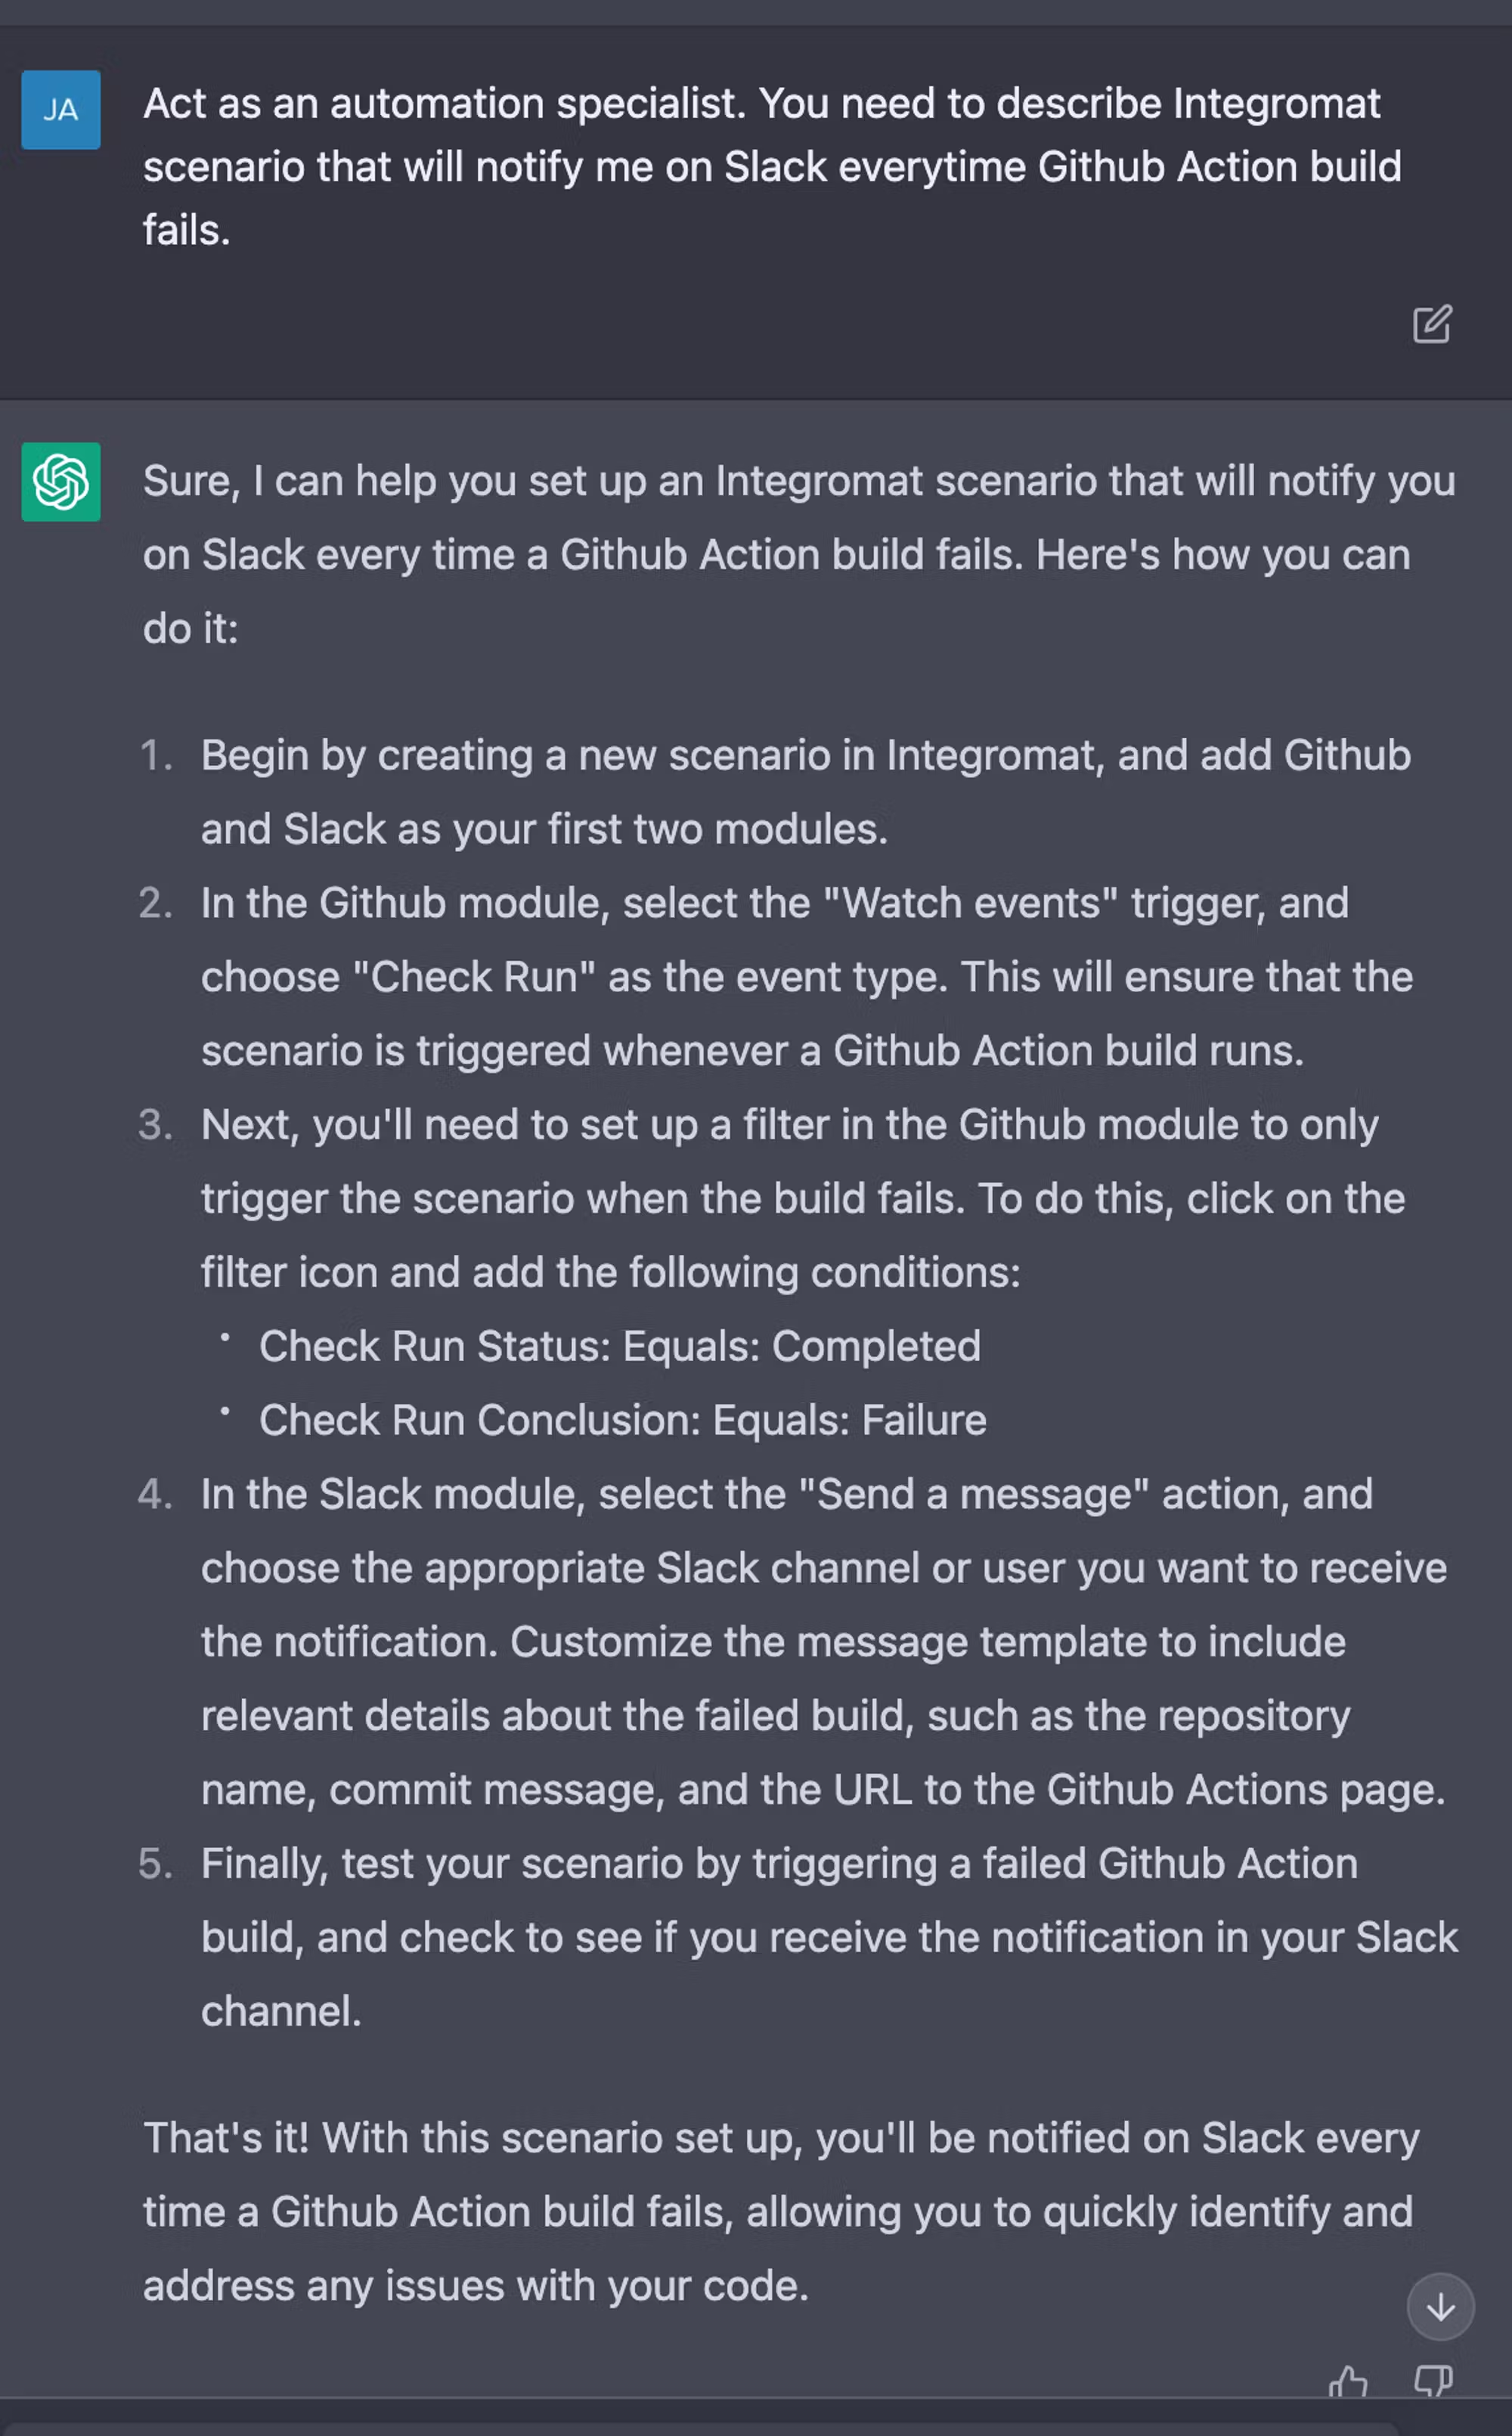 JA
Act as an automation specialist. You need to describe Integromat
scenario that will notify me on Slack everytime Github Action build
fails.
Sure, I can help you set up an Integromat scenario that will notify you
on Slack every time a Github Action build fails. Here's how you can
do it:
1. Begin by creating a new scenario in Integromat, and add Github
and Slack as your first two modules.
2. In the Github module, select the "Watch events" trigger, and
choose "Check Run" as the event type. This will ensure that the
scenario is triggered whenever a Github Action build runs.
3. Next, you'll need to set up a filter in the Github module to only
trigger the scenario when the build fails. To do this, click on the
filter icon and add the following conditions:
• Check Run Status: Equals: Completed
• Check Run Conclusion: Equals: Failure
4. In the Slack module, select the "Send a message" action, and
choose the appropriate Slack channel or user you want to receive
the notification. Customize the message template to include
relevant details about the failed build, such as the repository
name, commit message, and the URL to the Github Actions page.
5. Finally, test your scenario by triggering a failed Github Action
build, and check to see if you receive the notification in your Slack
channel.
That's it! With this scenario set up, you'll be notified on Slack every
time a Github Action build fails, allowing you to quickly identify and
address any issues with your code.